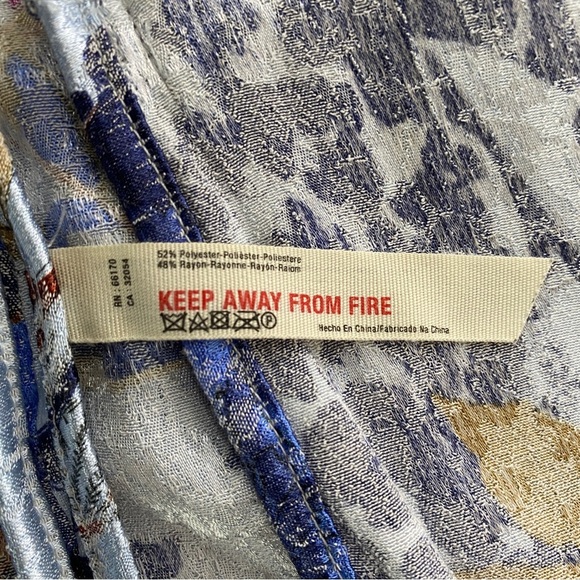 52% Polyester-Poliéster-Poliestere
48% Rayon-Rayonne-Rayón-Raiom
RN : 66170
CA : 32054
KEEP AWAY FROM FIRE
Hecho En China/Fabricado Na China